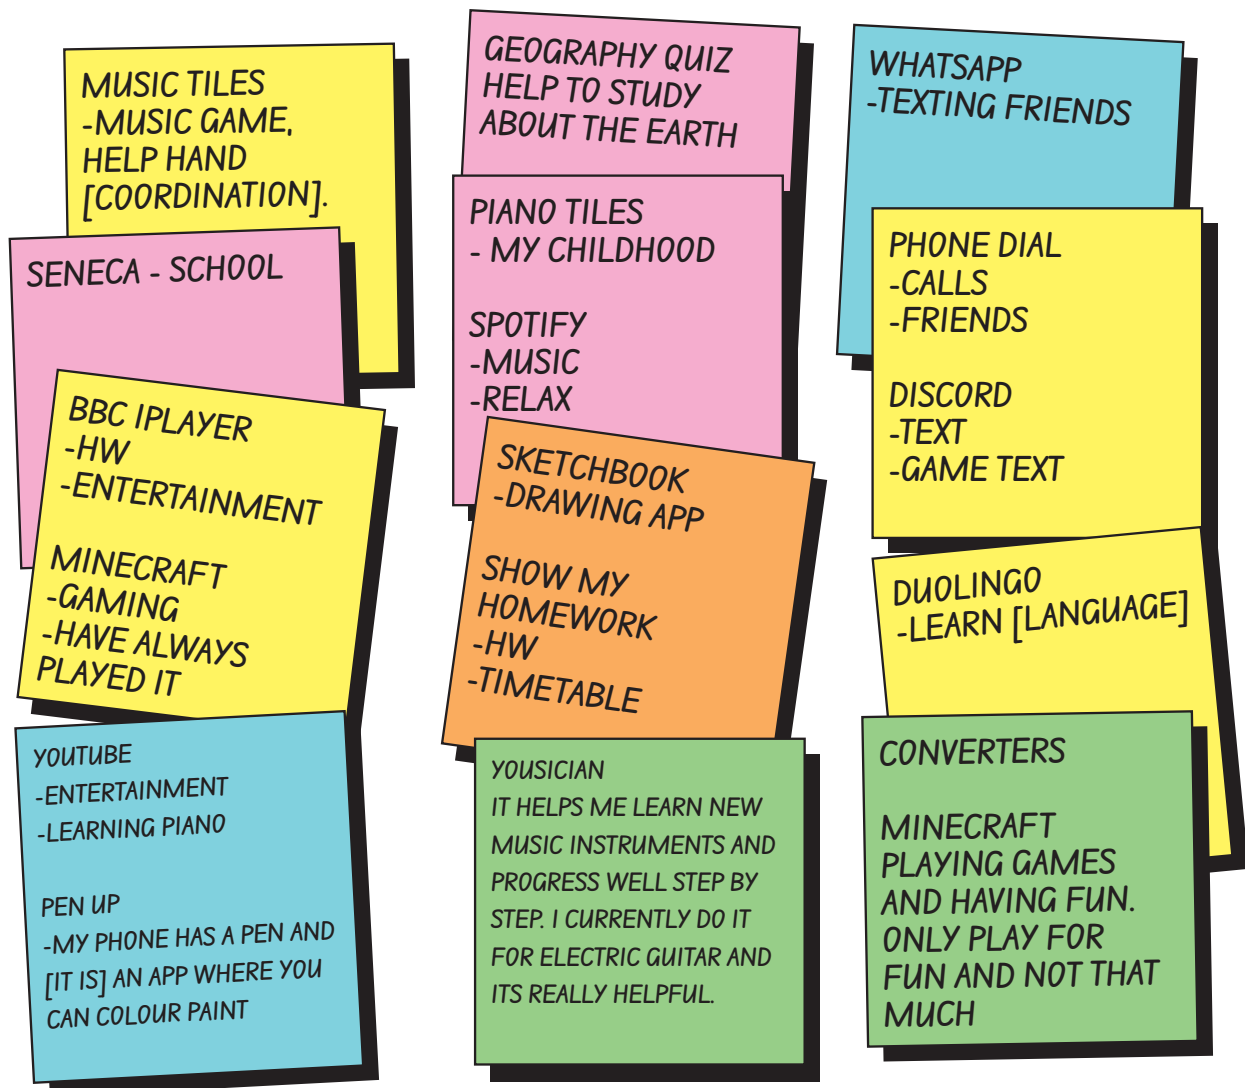 MUSIC TILES
-MUSIC GAME,
HELP HAND
[COORDINATION].
SENECA - SCHOOL
BBC IPLAYER
-HW
-ENTERTAINMENT
MINECRAFT
-GAMING
-HAVE ALWAYS
PLAYED IT
YOUTUBE
-ENTERTAINMENT
-LEARNING PIANO
PEN UP
-MY PHONE HAS A PEN AND
[IT IS] AN APP WHERE YOU
CAN COLOUR PAINT
GEOGRAPHY QUIZ
HELP TO STUDY
ABOUT THE EARTH
PIANO TILES
- MY CHILDHOOD
SPOTIFY
-MUSIC
-RELAX
SKETCHBOOK
-DRAWING APP
SHOW MY
HOMEWORK
-HW
-TIMETABLE
YOUSICIAN
IT HELPS ME LEARN NEW
MUSIC INSTRUMENTS AND
PROGRESS WELL STEP BY
STEP. I CURRENTLY DO IT
FOR ELECTRIC GUITAR AND
ITS REALLY HELPFUL.
WHATSAPP
-TEXTING FRIENDS
PHONE DIAL
-CALLS
-FRIENDS
DISCORD
-TEXT
-GAME TEXT
DUOLINGO
-LEARN [LANGUAGE]
CONVERTERS
MINECRAFT
PLAYING GAMES
AND HAVING FUN.
ONLY PLAY FOR
FUN AND NOT THAT
MUCH